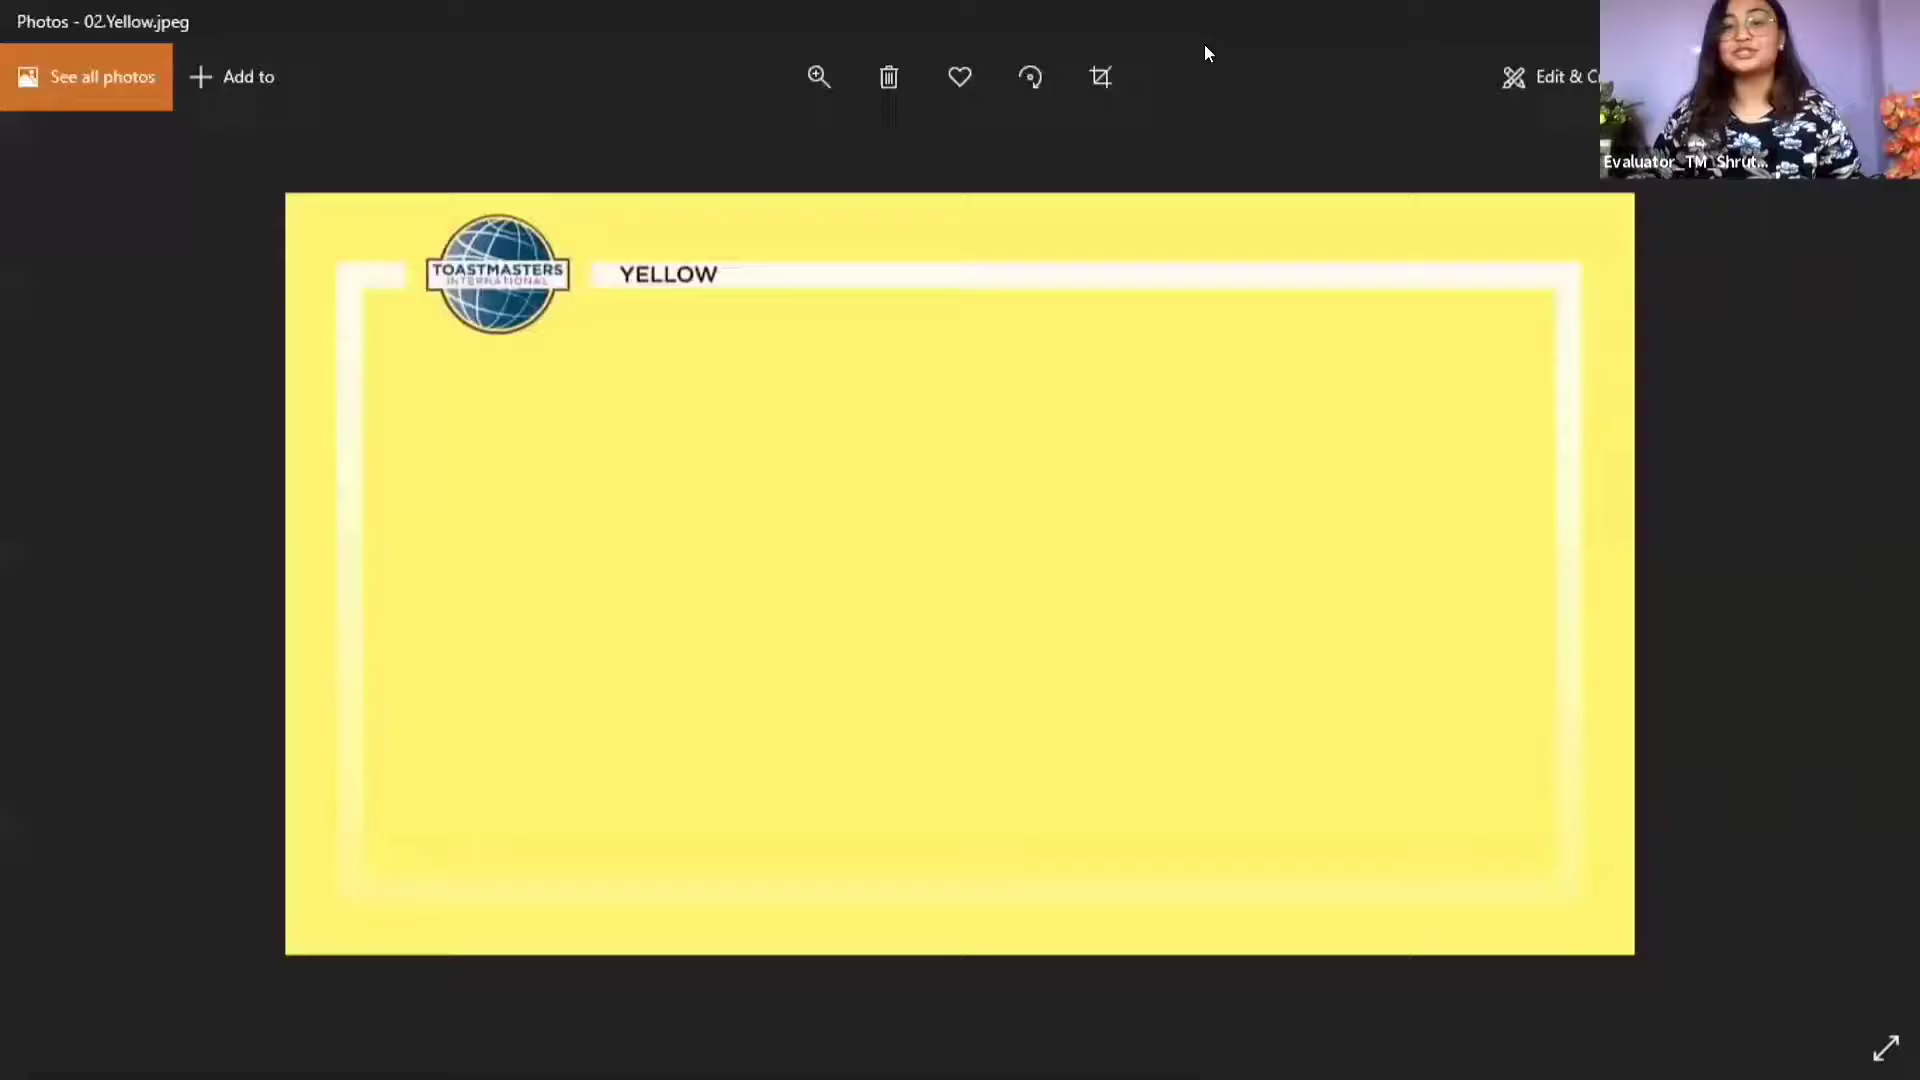 Photos - 02.Yellow.jpeg
See all photos
Add to
Edit & C
Evaluator_TM_Shrut...
TOASTMASTERS
INTERNATIONAL
YELLOW